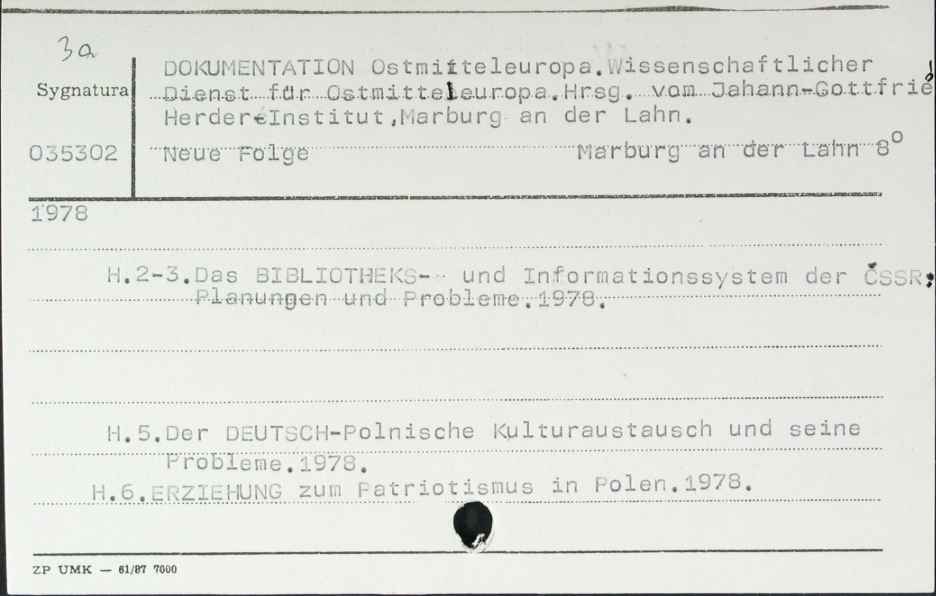 3a
DOKUMENTATION Ostmitteleuropa.Wissenschaftlicher
Sygnatura Dienst für Ostmitteleuropa.Hrsg. vom Jahann-Gottfried
Herder-Institut,Marburg an der Lahn.
035302 Neue Folge Marburg an der Lahn 8°
1978
H.2-3.Das BIBLIOTHEKS- und Informationssystem der ČSSR;
Planungen und Probleme.1978.
H.5.Der DEUTSCH-Polnische Kulturaustausch und seine
Probleme.1978.
H.6.ERZIEHUNG zum Patriotismus in Polen.1978.
ZP UMK — 61/87 7000